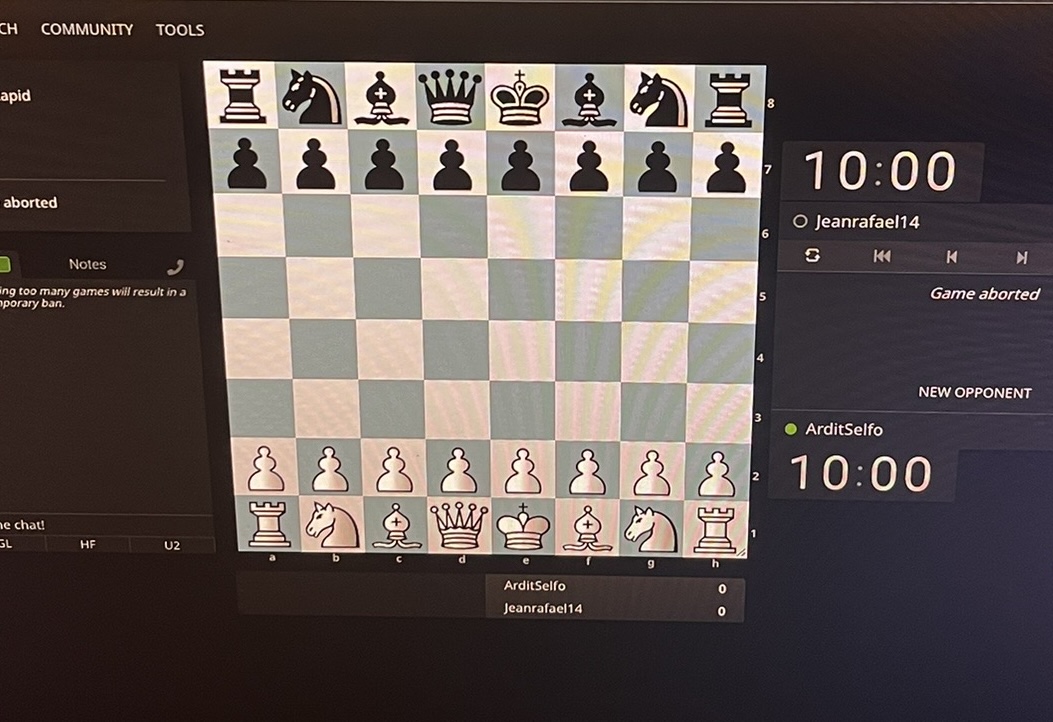 CH COMMUNITY TOOLS
apid
aborted
Notes
ing too many games will result in a
mporary ban.
he chat!
GL HF U2
8
7
6
5
4
3
2
1
a b c d e f g h
10:00
Jeanrafael14
Game aborted
NEW OPPONENT
ArditSelfo
10:00
ArditSelfo 0
Jeanrafael14 0